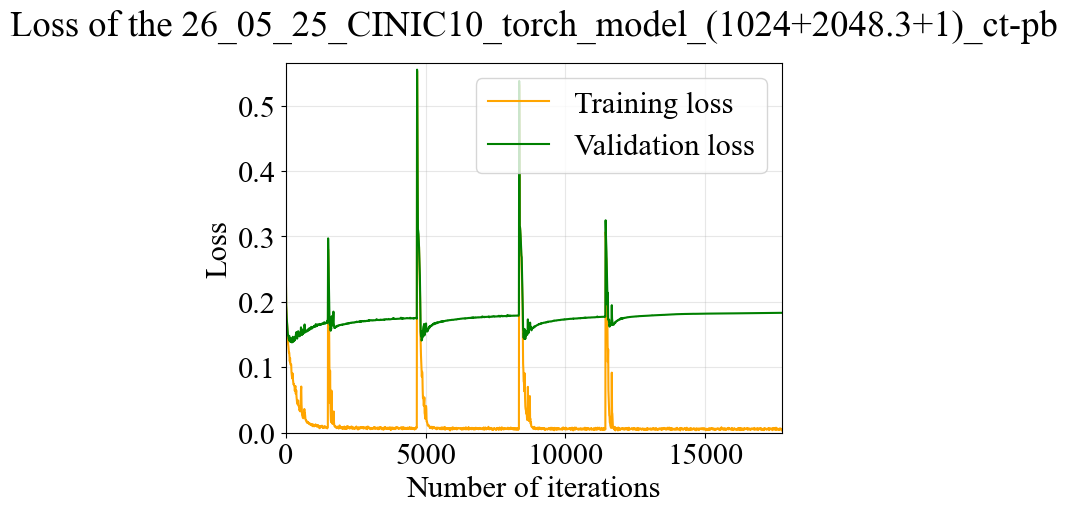 Loss of the 26_05_25_CINIC10_torch_model_(1024+2048.3+1)_ct-pb
Training loss
Validation loss
Loss
0.5
0.4
0.3
0.2
0.1
0.0
0 5000 10000 15000
Number of iterations